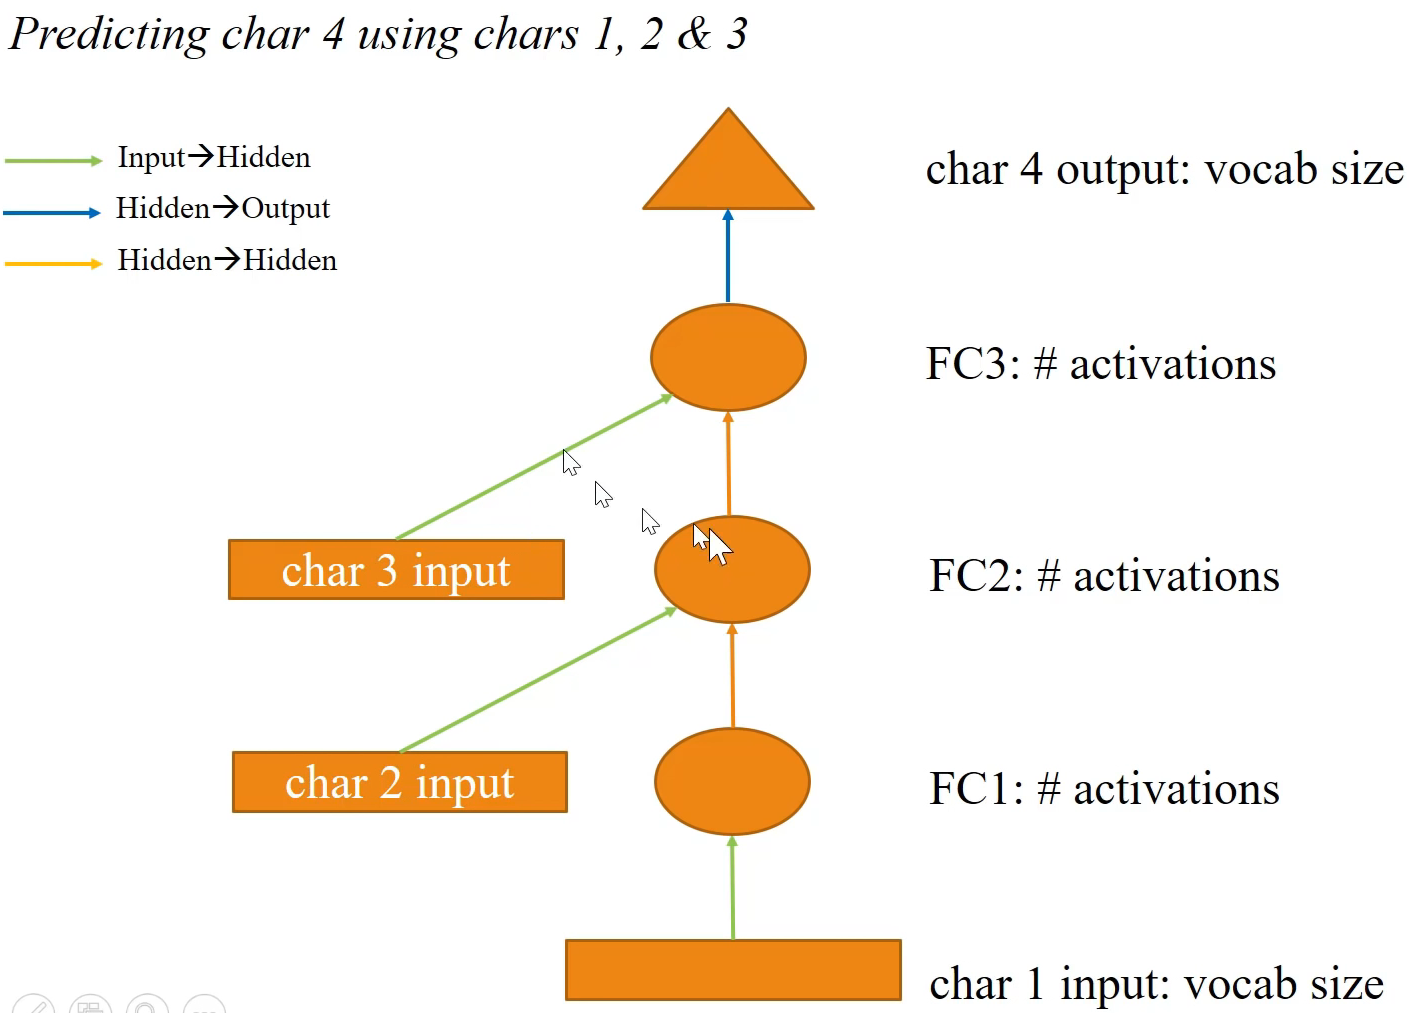 Predicting char 4 using chars 1, 2 & 3
Input→Hidden
Hidden→Output
Hidden→Hidden
char 4 output: vocab size
FC3: # activations
char 3 input
FC2: # activations
char 2 input
FC1: # activations
char 1 input: vocab size